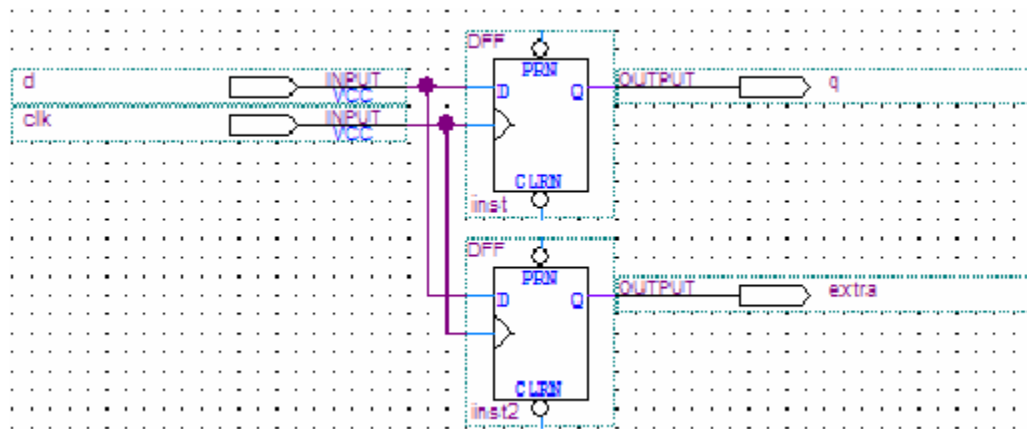 DFF
PRN
d INPUT VCC D Q OUTPUT q
clk INPUT VCC
CLRN
inst
DFF
PRN
D Q OUTPUT extra
CLRN
inst2